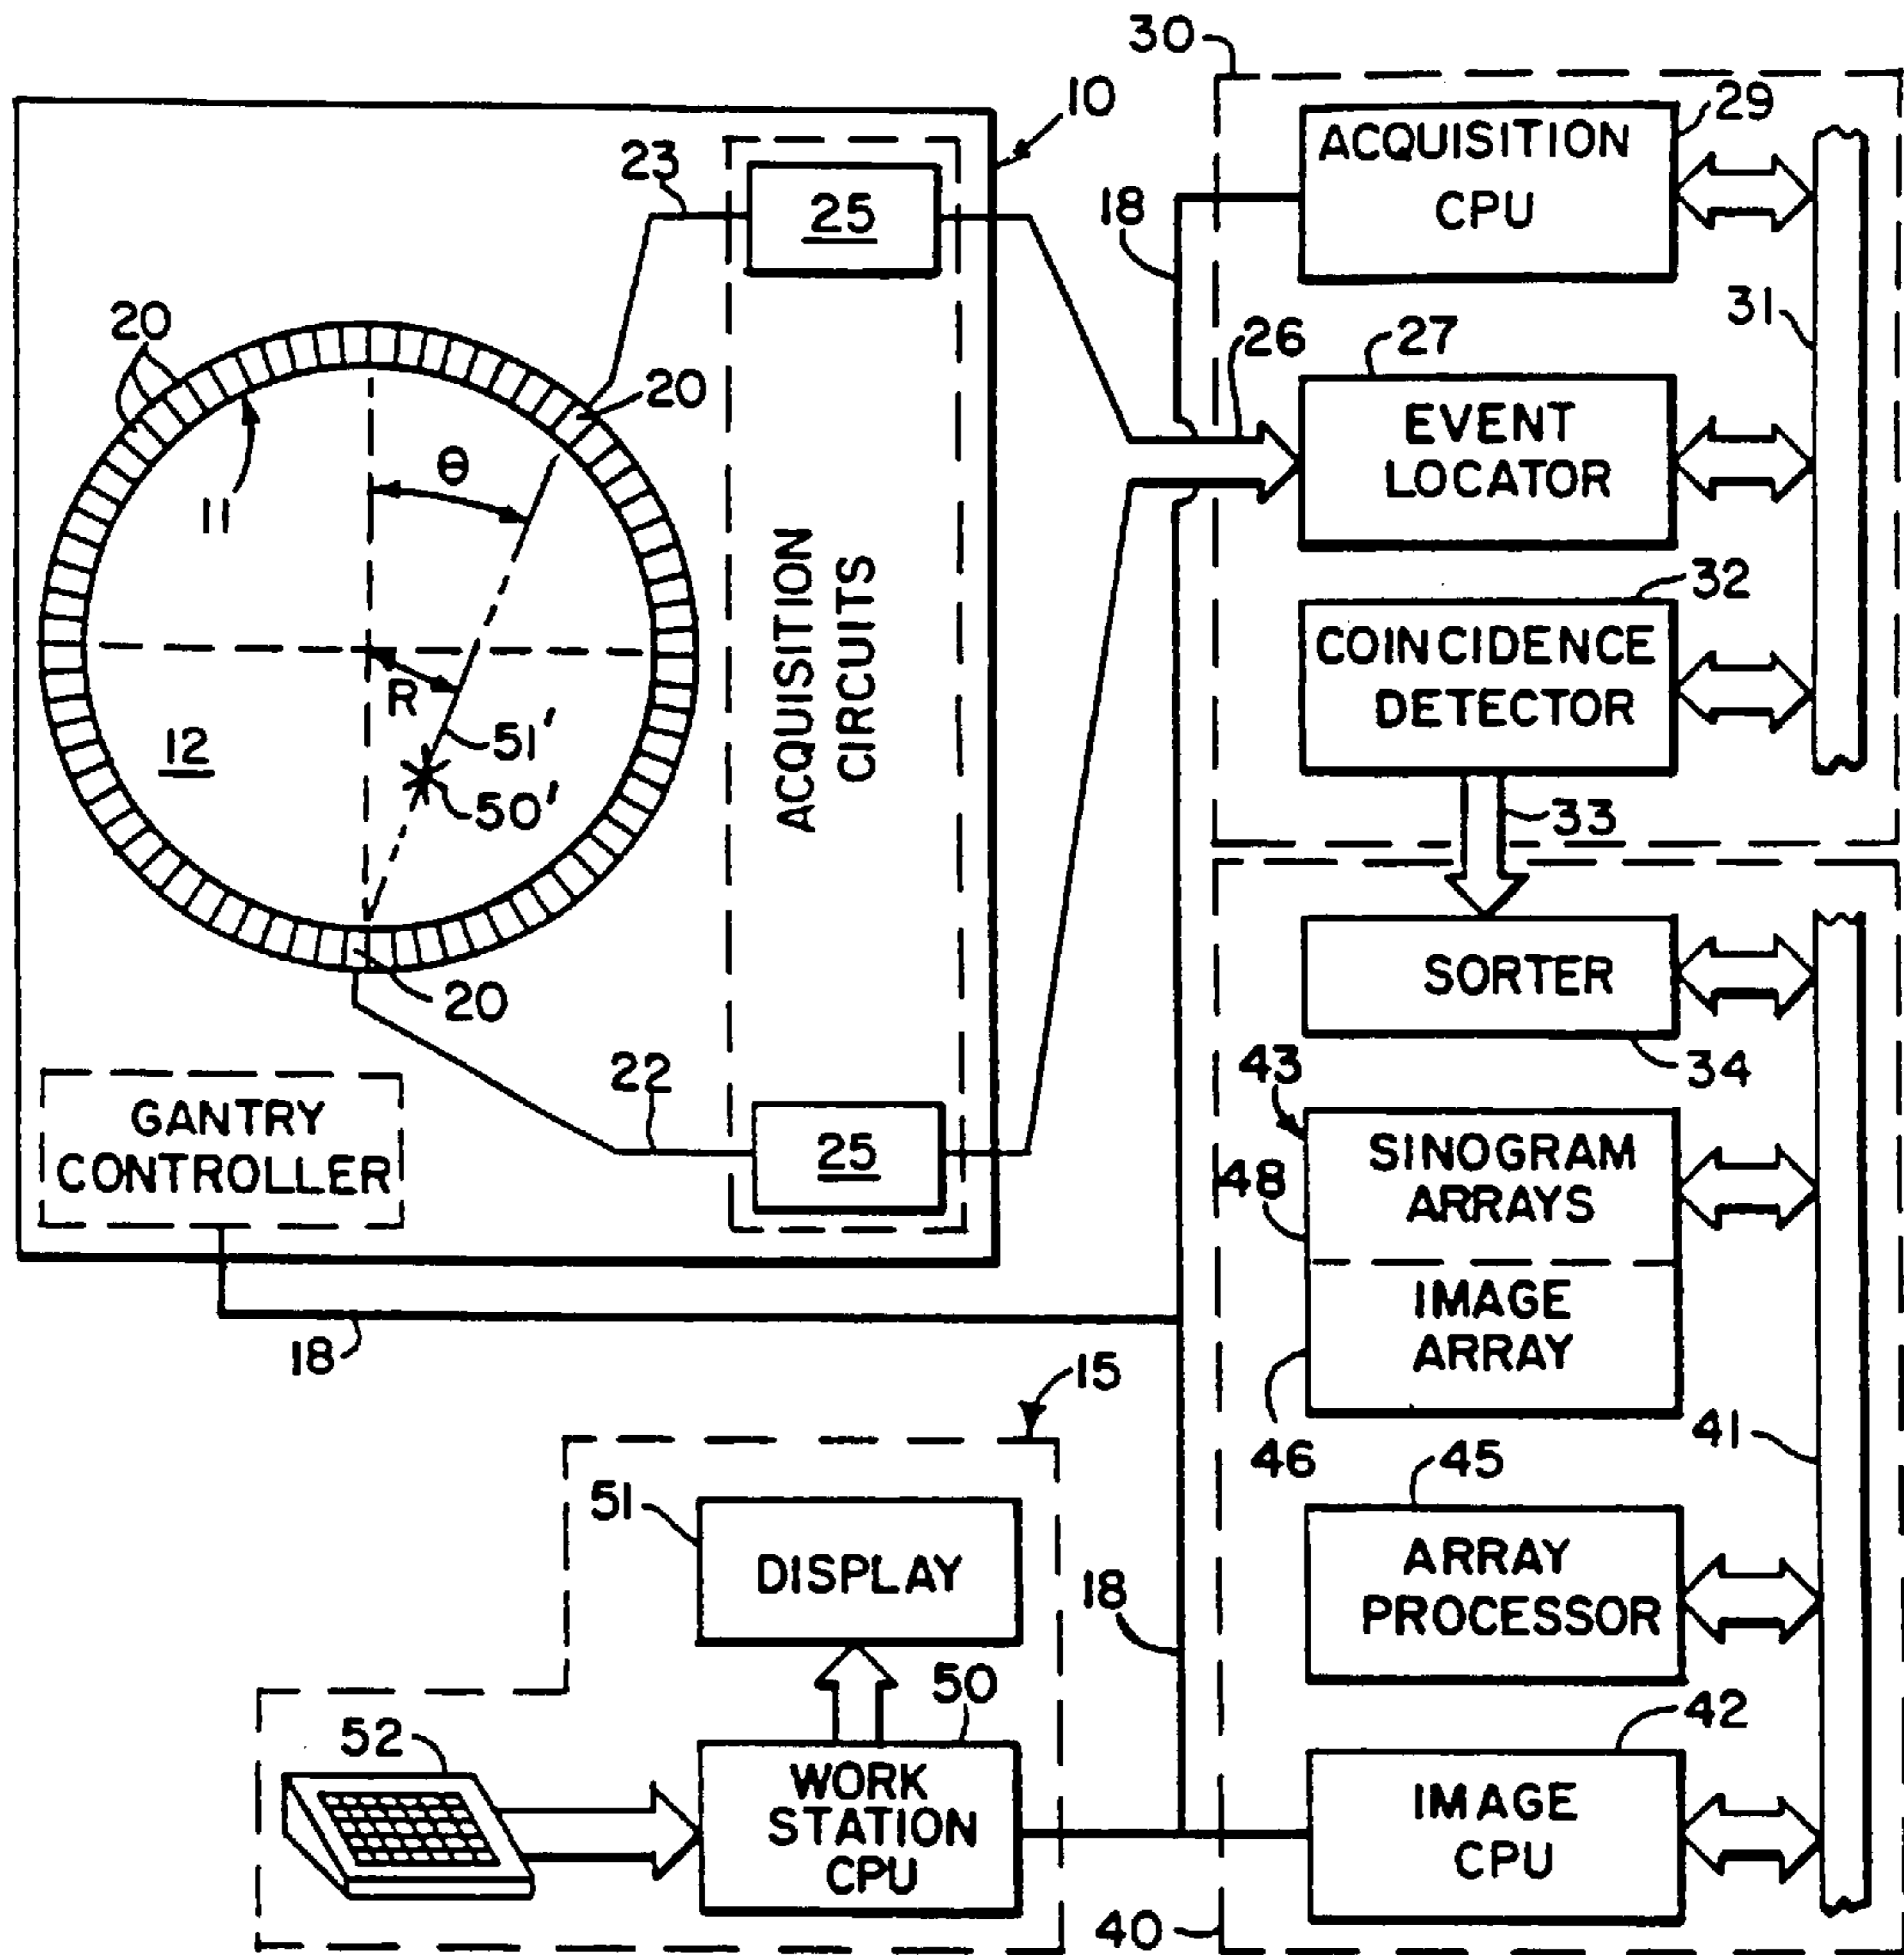 30
10
29
ACQUISITION
CPU
23
25
18
31
20
26
27
20
EVENT
LOCATOR
θ
11
ACQUISITION
CIRCUITS
32
COINCIDENCE
DETECTOR
R
12
51'
50'
33
SORTER
20
34
22
43
GANTRY
CONTROLLER
25
SINOGRAM
ARRAYS
48
IMAGE
ARRAY
18
15
46
41
45
51
DISPLAY
ARRAY
PROCESSOR
18
50
42
52
WORK
STATION
CPU
IMAGE
CPU
40